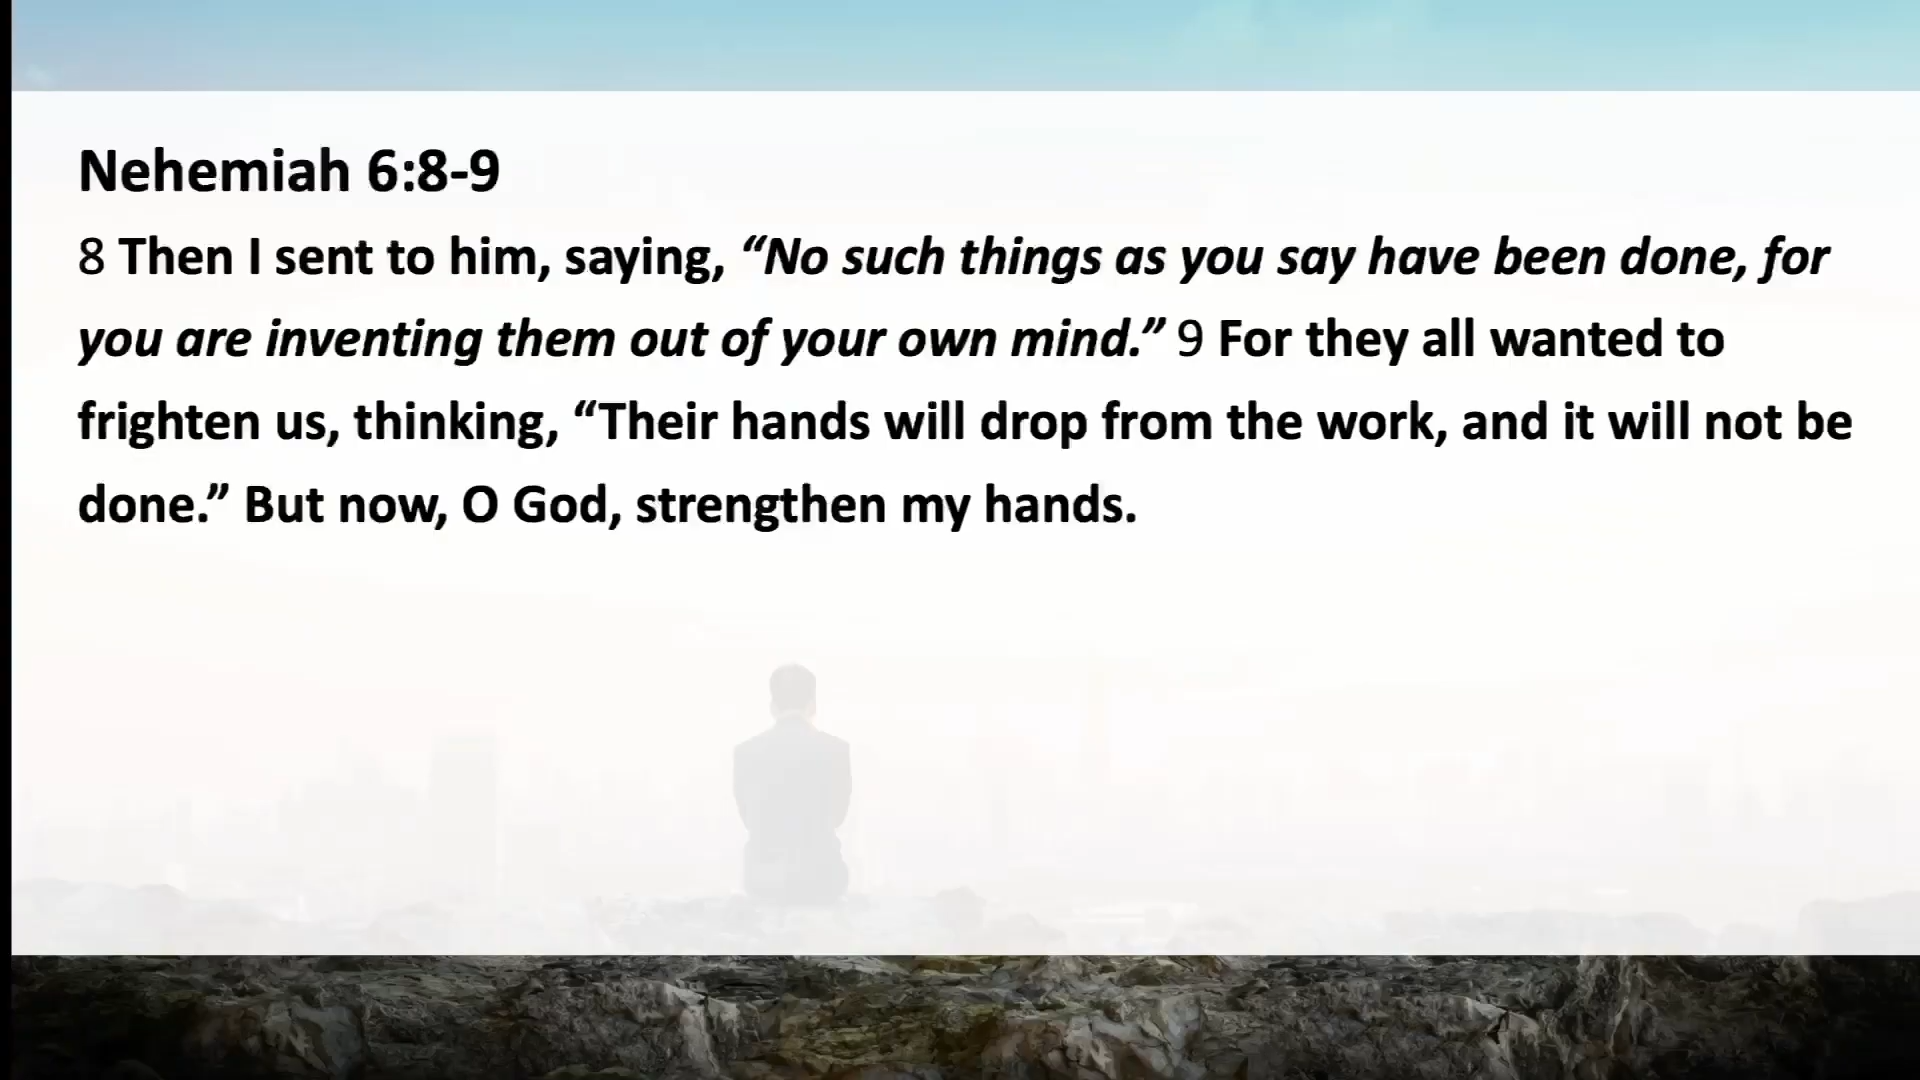 Nehemiah 6:8-9
8 Then I sent to him, saying, “No such things as you say have been done, for
you are inventing them out of your own mind.” 9 For they all wanted to
frighten us, thinking, “Their hands will drop from the work, and it will not be
done.” But now, O God, strengthen my hands.